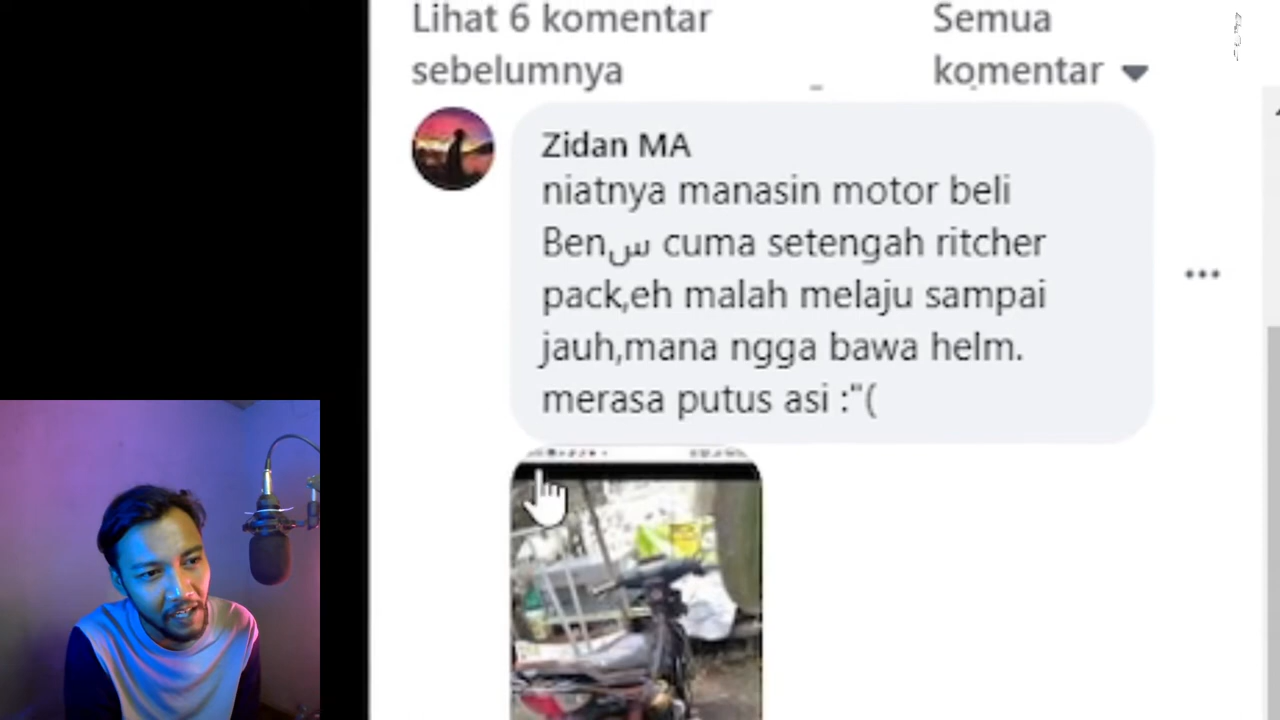 Lihat 6 komentar
sebelumnya
Semua
komentar
Zidan MA
niatnya manasin motor beli
Benس cuma setengah ritcher
pack,eh malah melaju sampai
jauh,mana ngga bawa helm.
merasa putus asi :"(